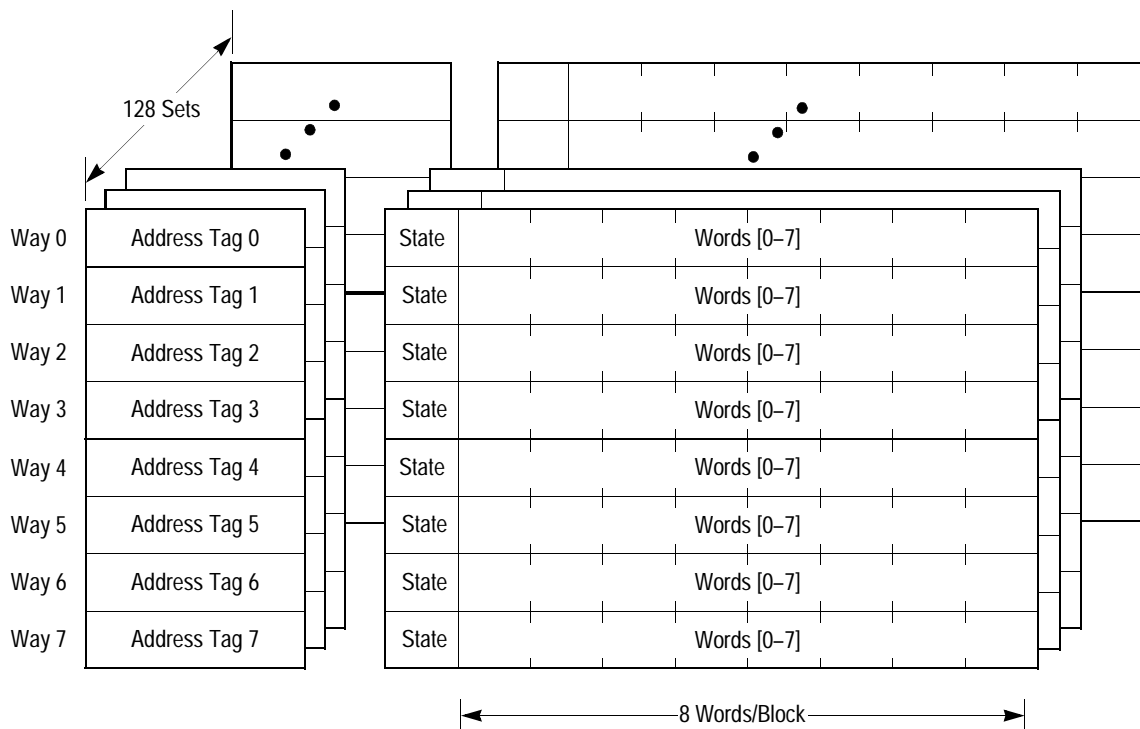 128 Sets
Way 0 Address Tag 0 State Words [0–7]
Way 1 Address Tag 1 State Words [0–7]
Way 2 Address Tag 2 State Words [0–7]
Way 3 Address Tag 3 State Words [0–7]
Way 4 Address Tag 4 State Words [0–7]
Way 5 Address Tag 5 State Words [0–7]
Way 6 Address Tag 6 State Words [0–7]
Way 7 Address Tag 7 State Words [0–7]
8 Words/Block